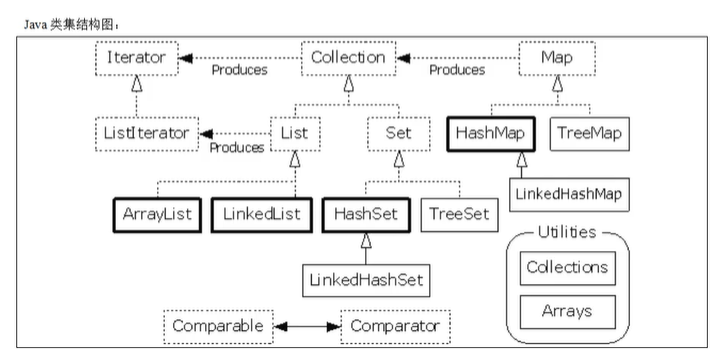 Java 类集结构图：
Iterator
Produces
Collection
Produces
Map
ListIterator
Produces
List
Set
HashMap
TreeMap
ArrayList
LinkedList
HashSet
TreeSet
LinkedHashMap
LinkedHashSet
Utilities
Collections
Arrays
Comparable
Comparator